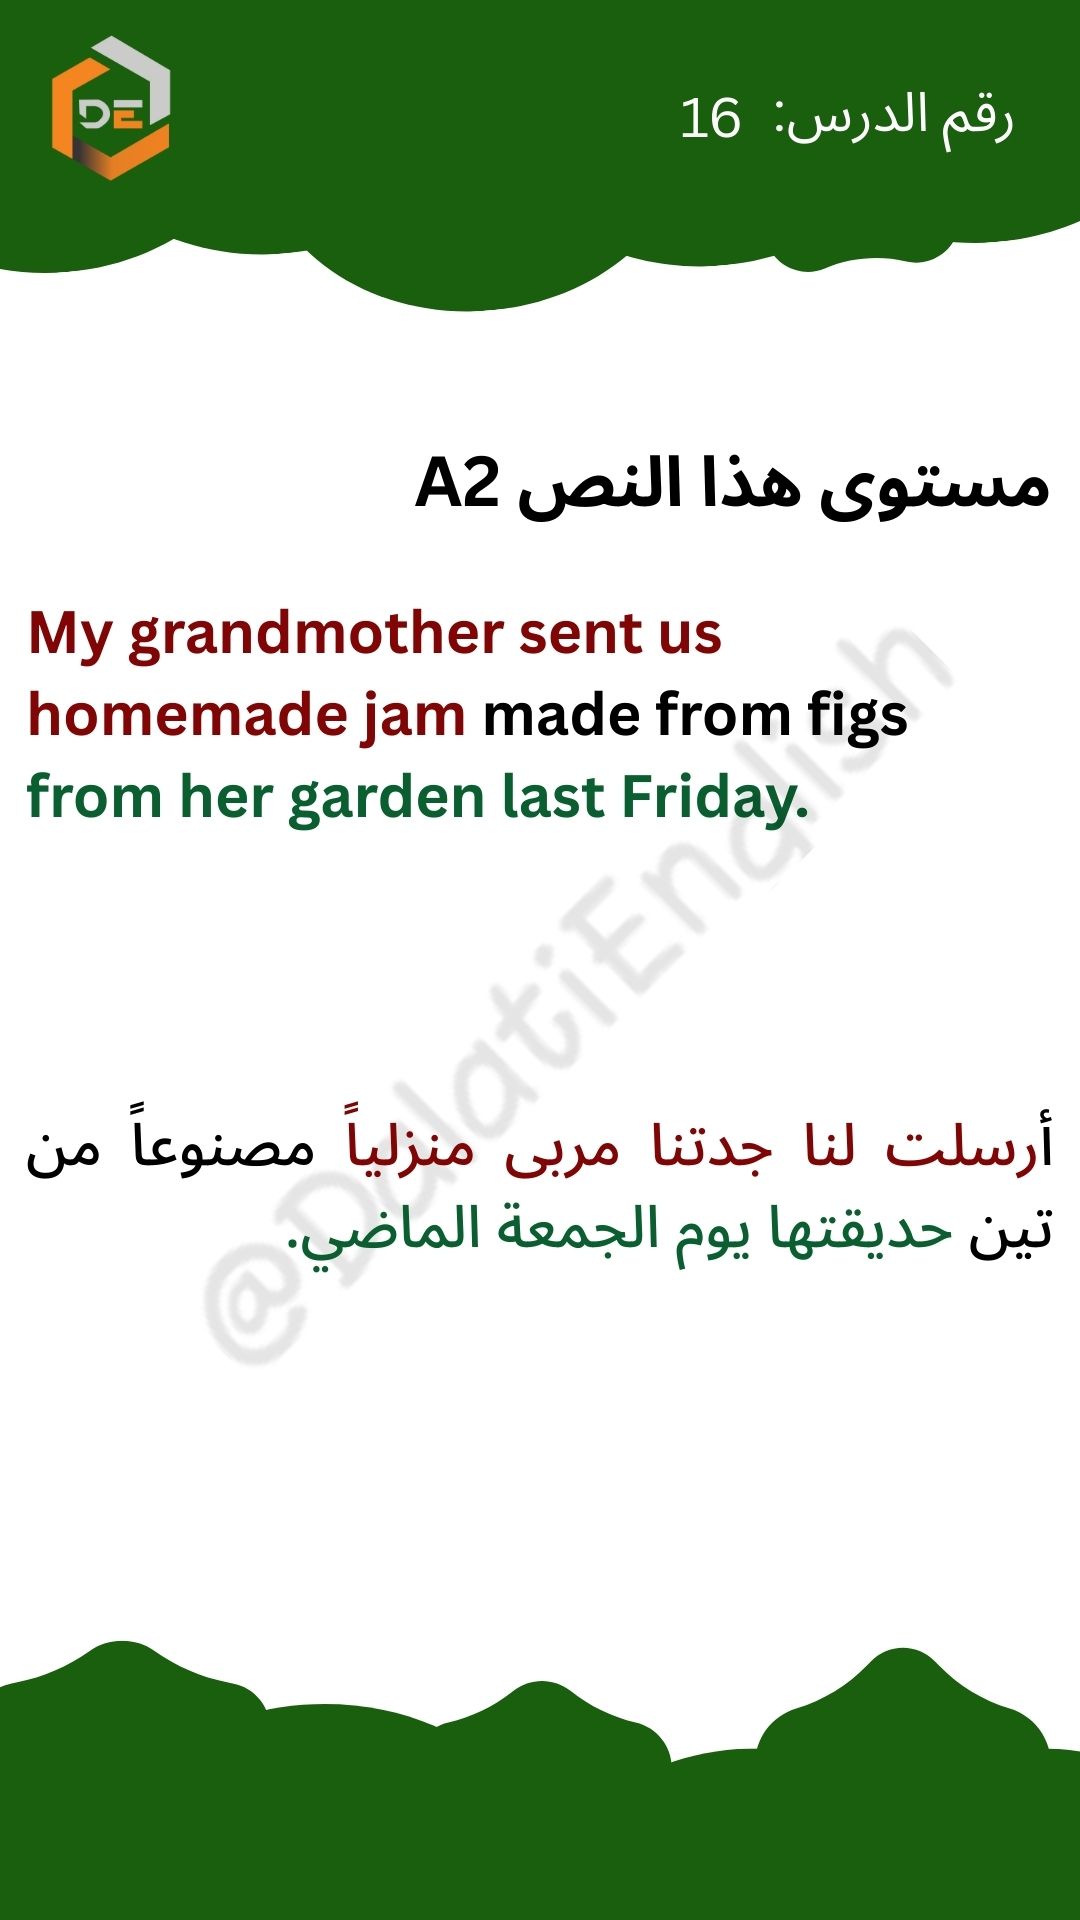 DE
رقم الدرس: 16
مستوى هذا النص A2
My grandmother sent us
homemade jam made from figs
from her garden last Friday.
أرسلت لنا جدتنا مربى منزلياً مصنوعاً من
تين حديقتها يوم الجمعة الماضي.
@DalatiEnglish